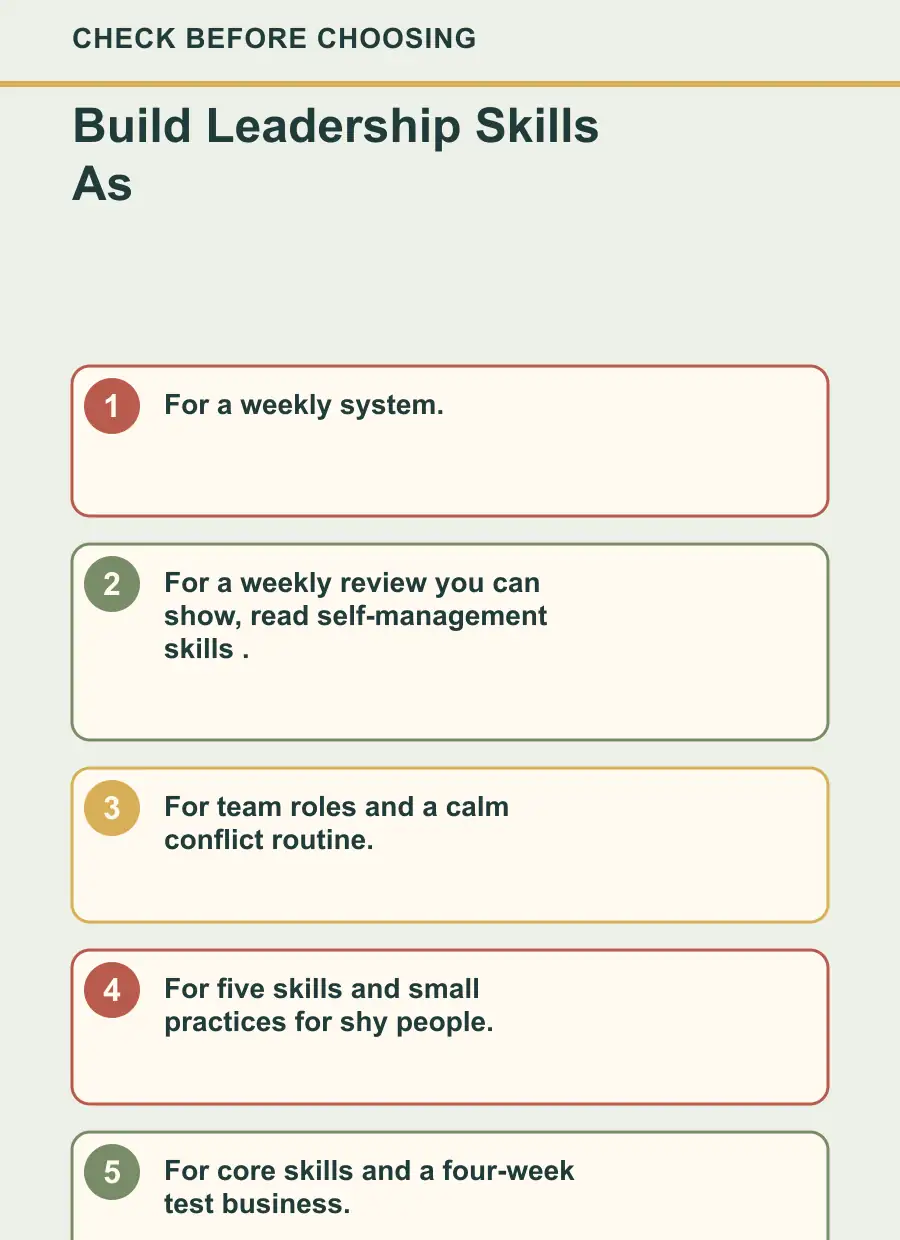 CHECK BEFORE CHOOSING
Build Leadership Skills
As
1
For a weekly system.
2
For a weekly review you can
show, read self-management
skills .
3
For team roles and a calm
conflict routine.
4
For five skills and small
practices for shy people.
5
For core skills and a four-week
test business.